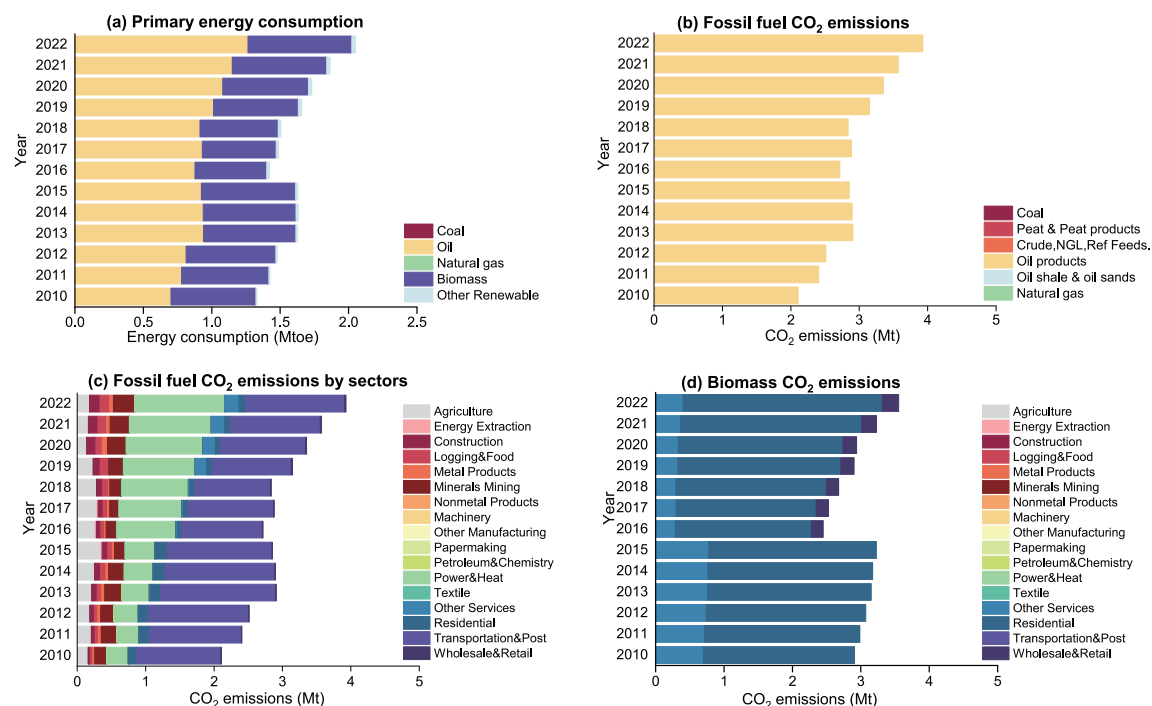 (a) Primary energy consumption
2022
2021
2020
2019
2018
2017
2016
2015
2014
2013
2012
2011
2010
Year
0.0 0.5 1.0 1.5 2.0 2.5
Energy consumption (Mtoe)
Coal
Oil
Natural gas
Biomass
Other Renewable
(b) Fossil fuel CO₂ emissions
2022
2021
2020
2019
2018
2017
2016
2015
2014
2013
2012
2011
2010
Year
0 1 2 3 4 5
CO₂ emissions (Mt)
Coal
Peat & Peat products
Crude,NGL,Ref Feeds.
Oil products
Oil shale & oil sands
Natural gas
(c) Fossil fuel CO₂ emissions by sectors
2022
2021
2020
2019
2018
2017
2016
2015
2014
2013
2012
2011
2010
Year
0 1 2 3 4 5
CO₂ emissions (Mt)
Agriculture
Energy Extraction
Construction
Logging&Food
Metal Products
Minerals Mining
Nonmetal Products
Machinery
Other Manufacturing
Papermaking
Petroleum&Chemistry
Power&Heat
Textile
Other Services
Residential
Transportation&Post
Wholesale&Retail
(d) Biomass CO₂ emissions
2022
2021
2020
2019
2018
2017
2016
2015
2014
2013
2012
2011
2010
Year
0 1 2 3 4 5
CO₂ emissions (Mt)
Agriculture
Energy Extraction
Construction
Logging&Food
Metal Products
Minerals Mining
Nonmetal Products
Machinery
Other Manufacturing
Papermaking
Petroleum&Chemistry
Power&Heat
Textile
Other Services
Residential
Transportation&Post
Wholesale&Retail